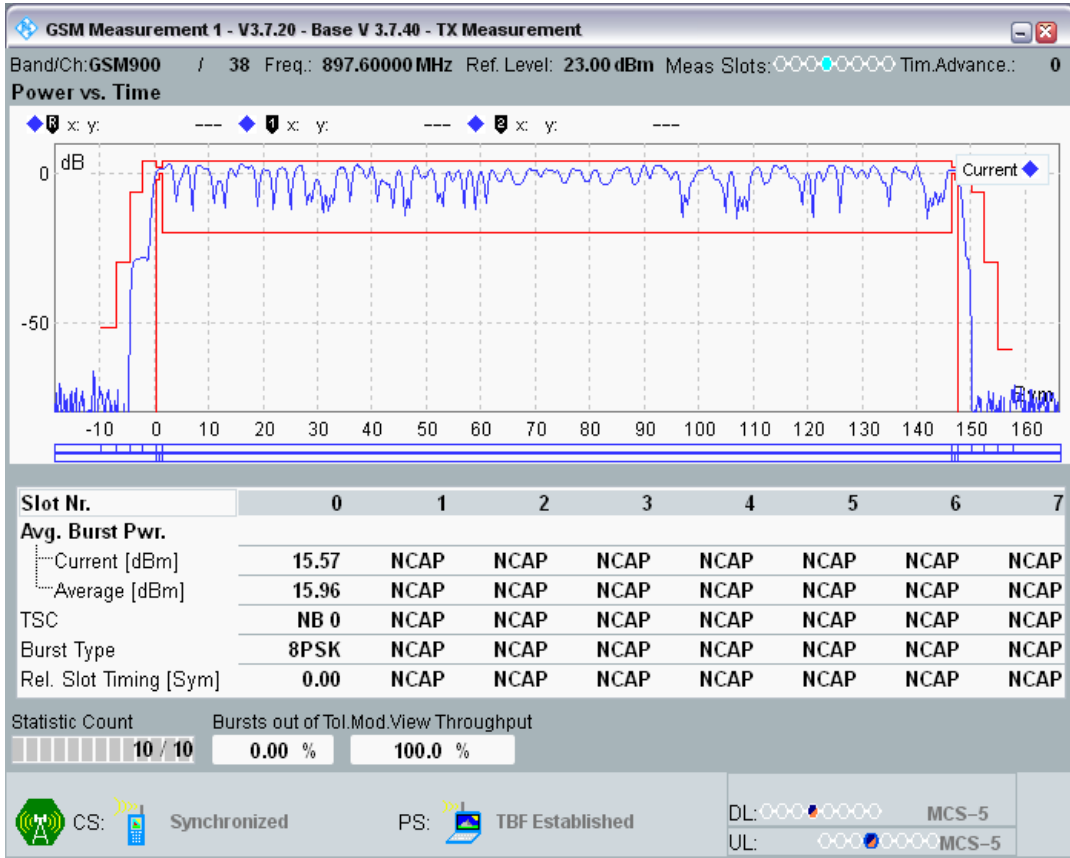 GSM Measurement 1 - V3.7.20 - Base V 3.7.40 - TX Measurement
Band/Ch:GSM900 / 38 Freq.: 897.60000 MHz Ref. Level: 23.00 dBm Meas Slots: Tim.Advance.: 0
Power vs. Time
R x: y: --- 1 x: y: --- 2 x: y: ---
dB
Current
0
-50
-10 0 10 20 30 40 50 60 70 80 90 100 110 120 130 140 150 160
Slot Nr. 0 1 2 3 4 5 6 7
Avg. Burst Pwr.
Current [dBm] 15.57 NCAP NCAP NCAP NCAP NCAP NCAP NCAP
Average [dBm] 15.96 NCAP NCAP NCAP NCAP NCAP NCAP NCAP
TSC NB 0 NCAP NCAP NCAP NCAP NCAP NCAP NCAP
Burst Type 8PSK NCAP NCAP NCAP NCAP NCAP NCAP NCAP
Rel. Slot Timing [Sym] 0.00 NCAP NCAP NCAP NCAP NCAP NCAP NCAP
Statistic Count Bursts out of Tol.Mod.View Throughput
10 / 10 0.00 % 100.0 %
CS: Synchronized PS: TBF Established DL: MCS-5
UL: MCS-5